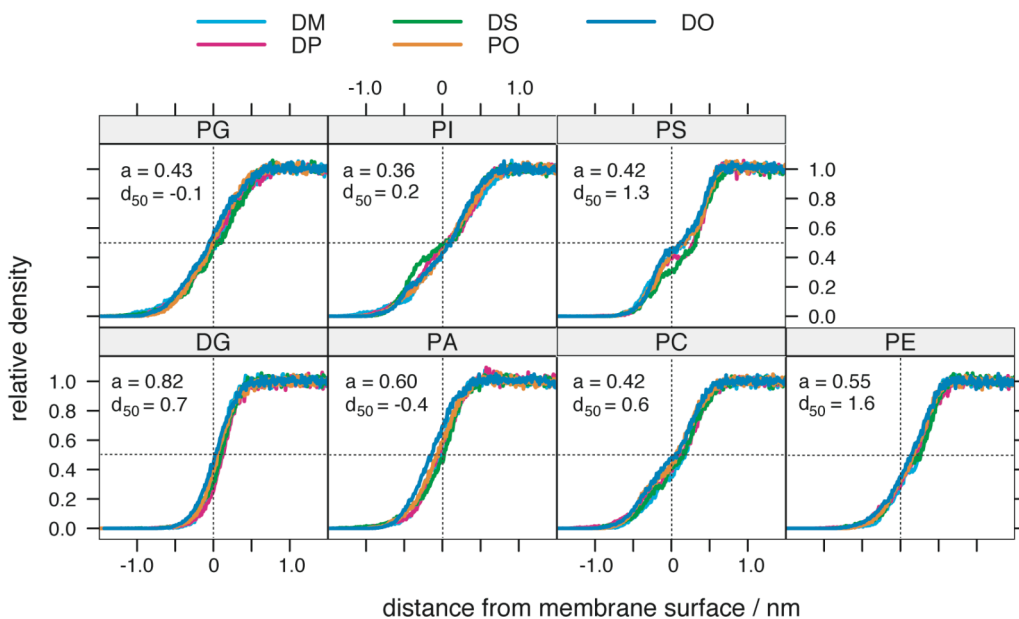 DM DS DO
DP PO
-1.0 0 1.0
PG PI PS
a = 0.43 a = 0.36 a = 0.42
d50 = -0.1 d50 = 0.2 d50 = 1.3
1.0
0.8
0.6
0.4
0.2
0.0
relative density
DG PA PC PE
a = 0.82 a = 0.60 a = 0.42 a = 0.55
d50 = 0.7 d50 = -0.4 d50 = 0.6 d50 = 1.6
1.0
0.8
0.6
0.4
0.2
0.0
-1.0 0 1.0 -1.0 0 1.0
distance from membrane surface / nm